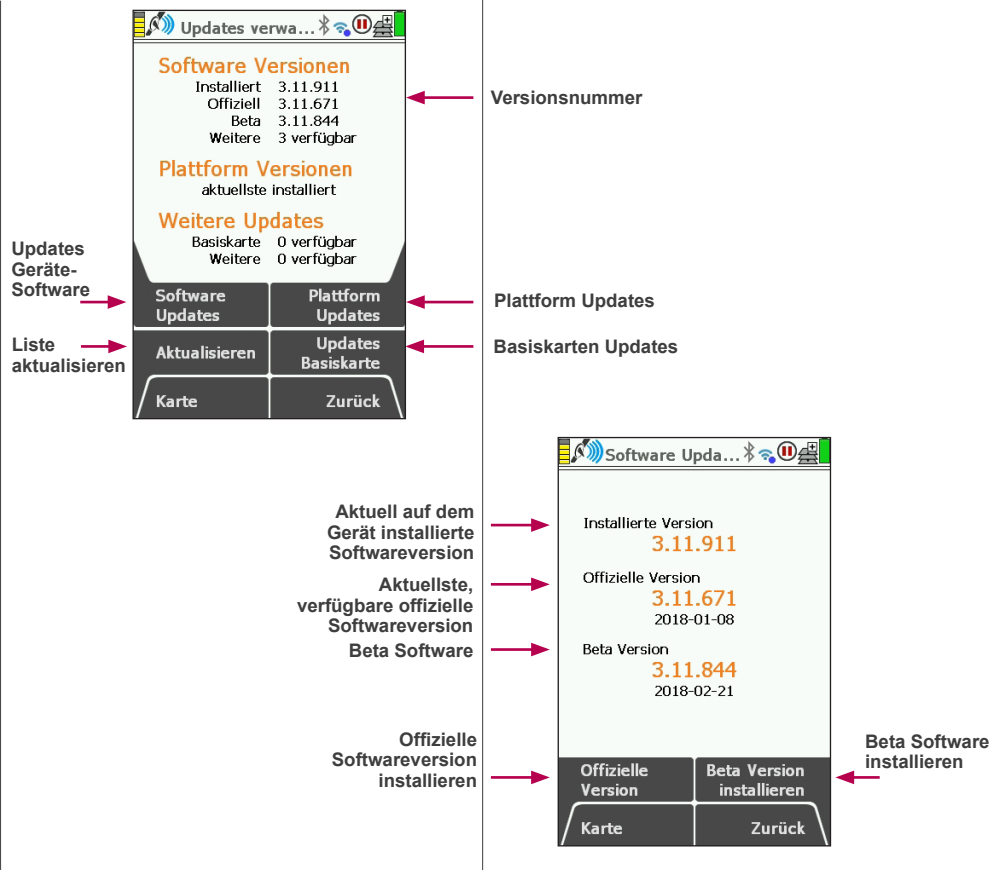 Updates verwa...
Software Versionen
Installiert 3.11.911
Offiziell 3.11.671
Beta 3.11.844
Weitere 3 verfügbar
Plattform Versionen
aktuellste installiert
Weitere Updates
Basiskarte 0 verfügbar
Weitere 0 verfügbar
Software
Updates
Plattform
Updates
Aktualisieren
Updates
Basiskarte
Karte
Zurück
Versionsnummer
Updates
Geräte-
Software
Plattform Updates
Liste
aktualisieren
Basiskarten Updates
Software Upda...
Aktuell auf dem
Gerät installierte
Softwareversion
Installierte Version
3.11.911
Aktuellste,
verfügbare offizielle
Softwareversion
Offizielle Version
3.11.671
2018-01-08
Beta Software
Beta Version
3.11.844
2018-02-21
Offizielle
Softwareversion
installieren
Offizielle
Version
Beta Version
installieren
Beta Software
installieren
Karte
Zurück